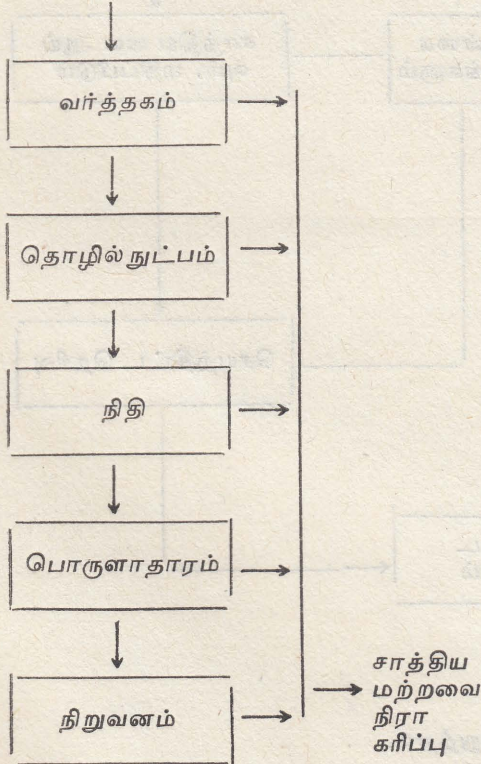 வர்த்தகம்
தொழில் நுட்பம்
நிதி
பொருளாதாரம்
நிறுவனம்
சாத்திய
மற்றவை
நிரா
கரிப்பு